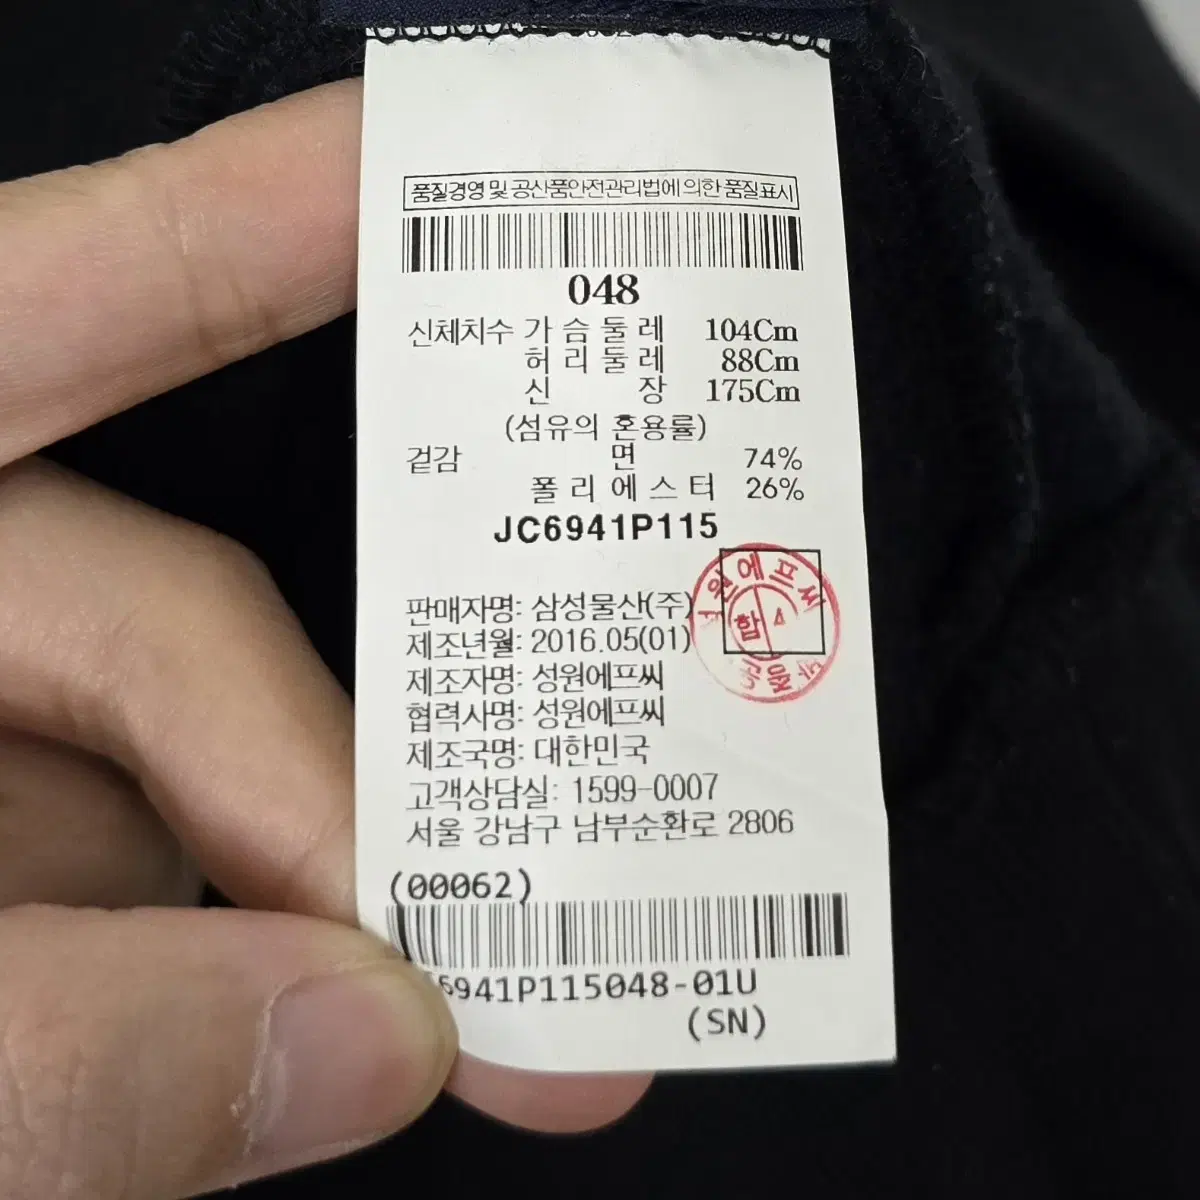 품질경영 및 공산품안전관리법에 의한 품질표시
048
신체치수 가슴둘레 104Cm
허리둘레 88Cm
신장 175Cm
(섬유의 혼용률)
겉감 면 74%
폴리에스터 26%
JC6941P115
원에프씨
합 4
판매자명: 삼성물산(주)
제조년월: 2016.05(01)
제조자명: 성원에프씨
협력사명: 성원에프씨
제조국명: 대한민국
고객상담실: 1599-0007
서울 강남구 남부순환로 2806
(00062)
6941P115048-01U
(SN)